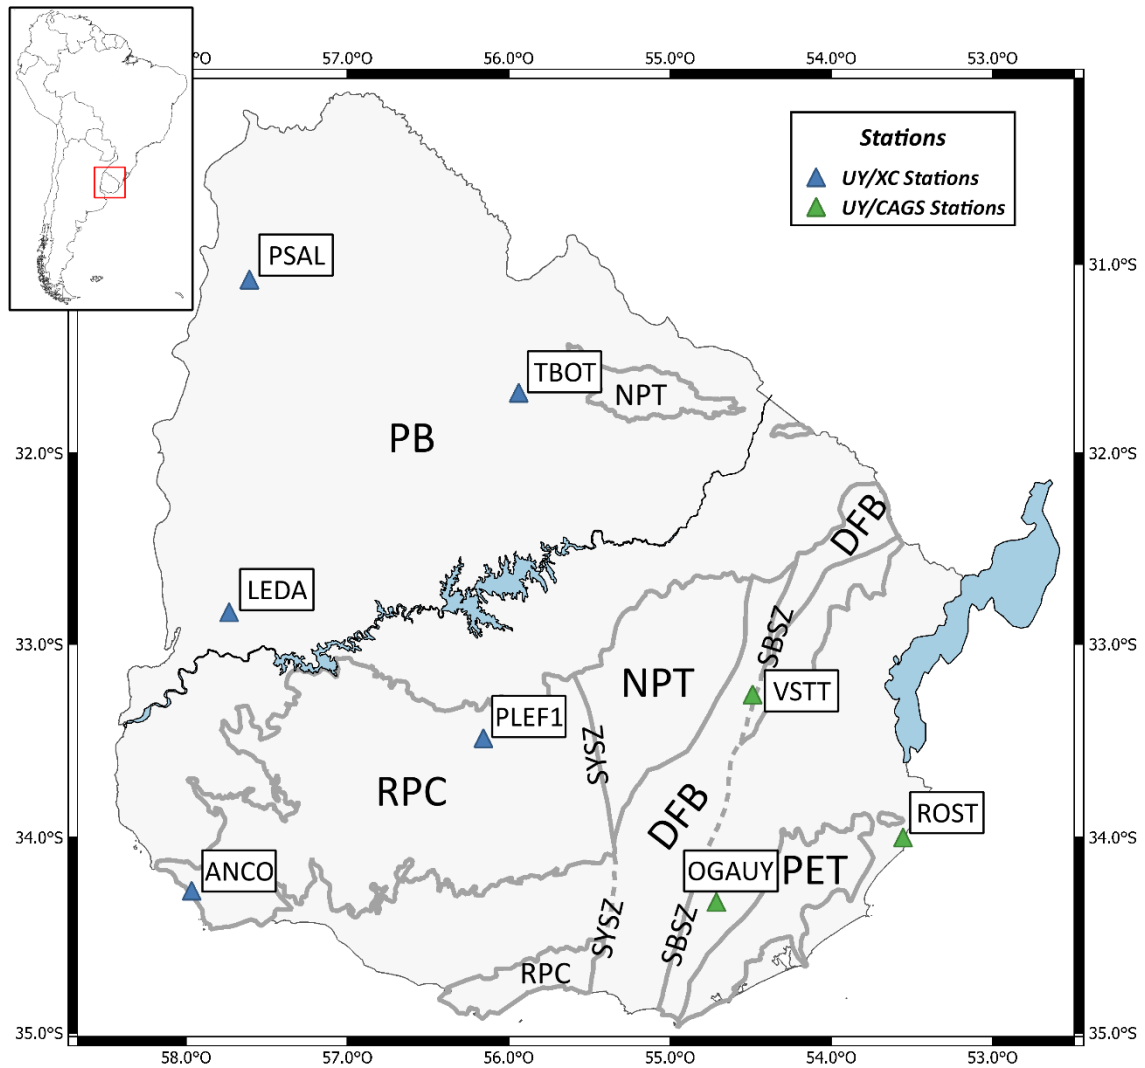 °O
57.0°O
56.0°O
55.0°O
54.0°O
53.0°O
Stations
UY/XC Stations
UY/CAGS Stations
PSAL
31.0°S
TBOT
NPT
PB
32.0°S
32.0°S
DFB
LEDA
SBSZ
33.0°S
33.0°S
NPT
VSTT
PLEF1
SYSZ
RPC
DFB
ROST
34.0°S
34.0°S
ANCO
OGAUY
PET
SYSZ
SBSZ
RPC
35.0°S
35.0°S
58.0°O
57.0°O
56.0°O
55.0°O
54.0°O
53.0°O